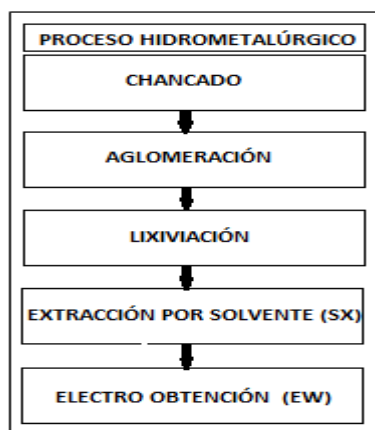 PROCESO HIDROMETALÚRGICO
CHANCADO
AGLOMERACIÓN
LIXIVIACIÓN
EXTRACCIÓN POR SOLVENTE (SX)
ELECTRO OBTENCIÓN (EW)